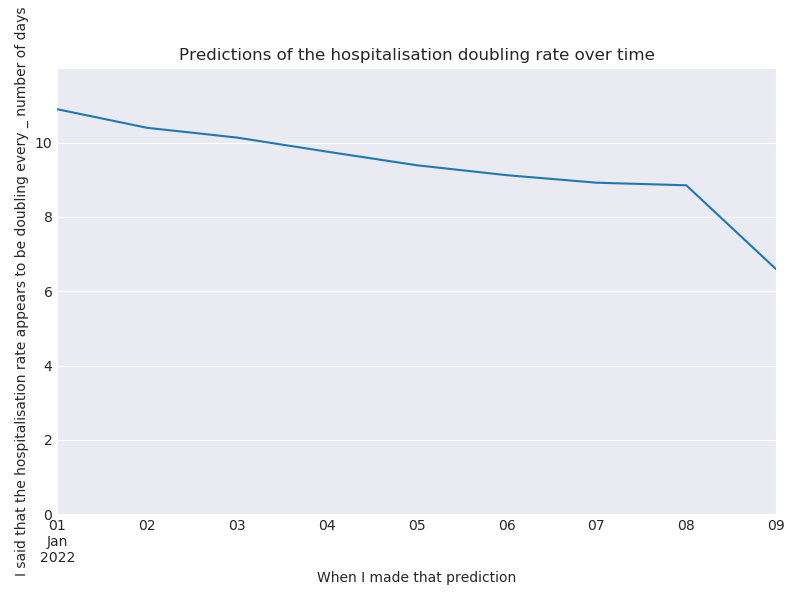 Predictions of the hospitalisation doubling rate over time
I said that the hospitalisation rate appears to be doubling every _ number of days
10
8
6
4
2
0
01 02 03 04 05 06 07 08 09
Jan
2022
When I made that prediction